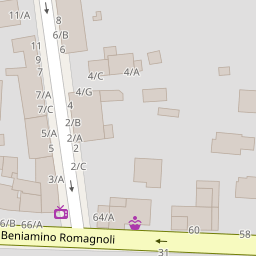 11/A
8
6/B
6
11
9
7
4/C
4/A
4/G
7/A
7/C
4
2/B
5/A
2/A
5
2
2/C
3/A
6/B
66/A
64/A
60
58
Beniamino Romagnoli
31